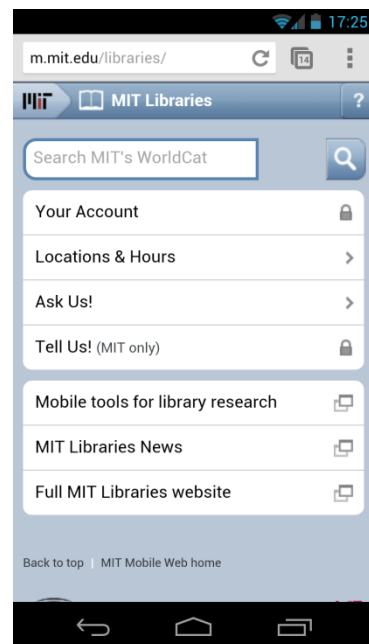 17:25
m.mit.edu/libraries/ 14
MIT MIT Libraries ?
Search MIT's WorldCat
Your Account
Locations & Hours
Ask Us!
Tell Us! (MIT only)
Mobile tools for library research
MIT Libraries News
Full MIT Libraries website
Back to top | MIT Mobile Web home